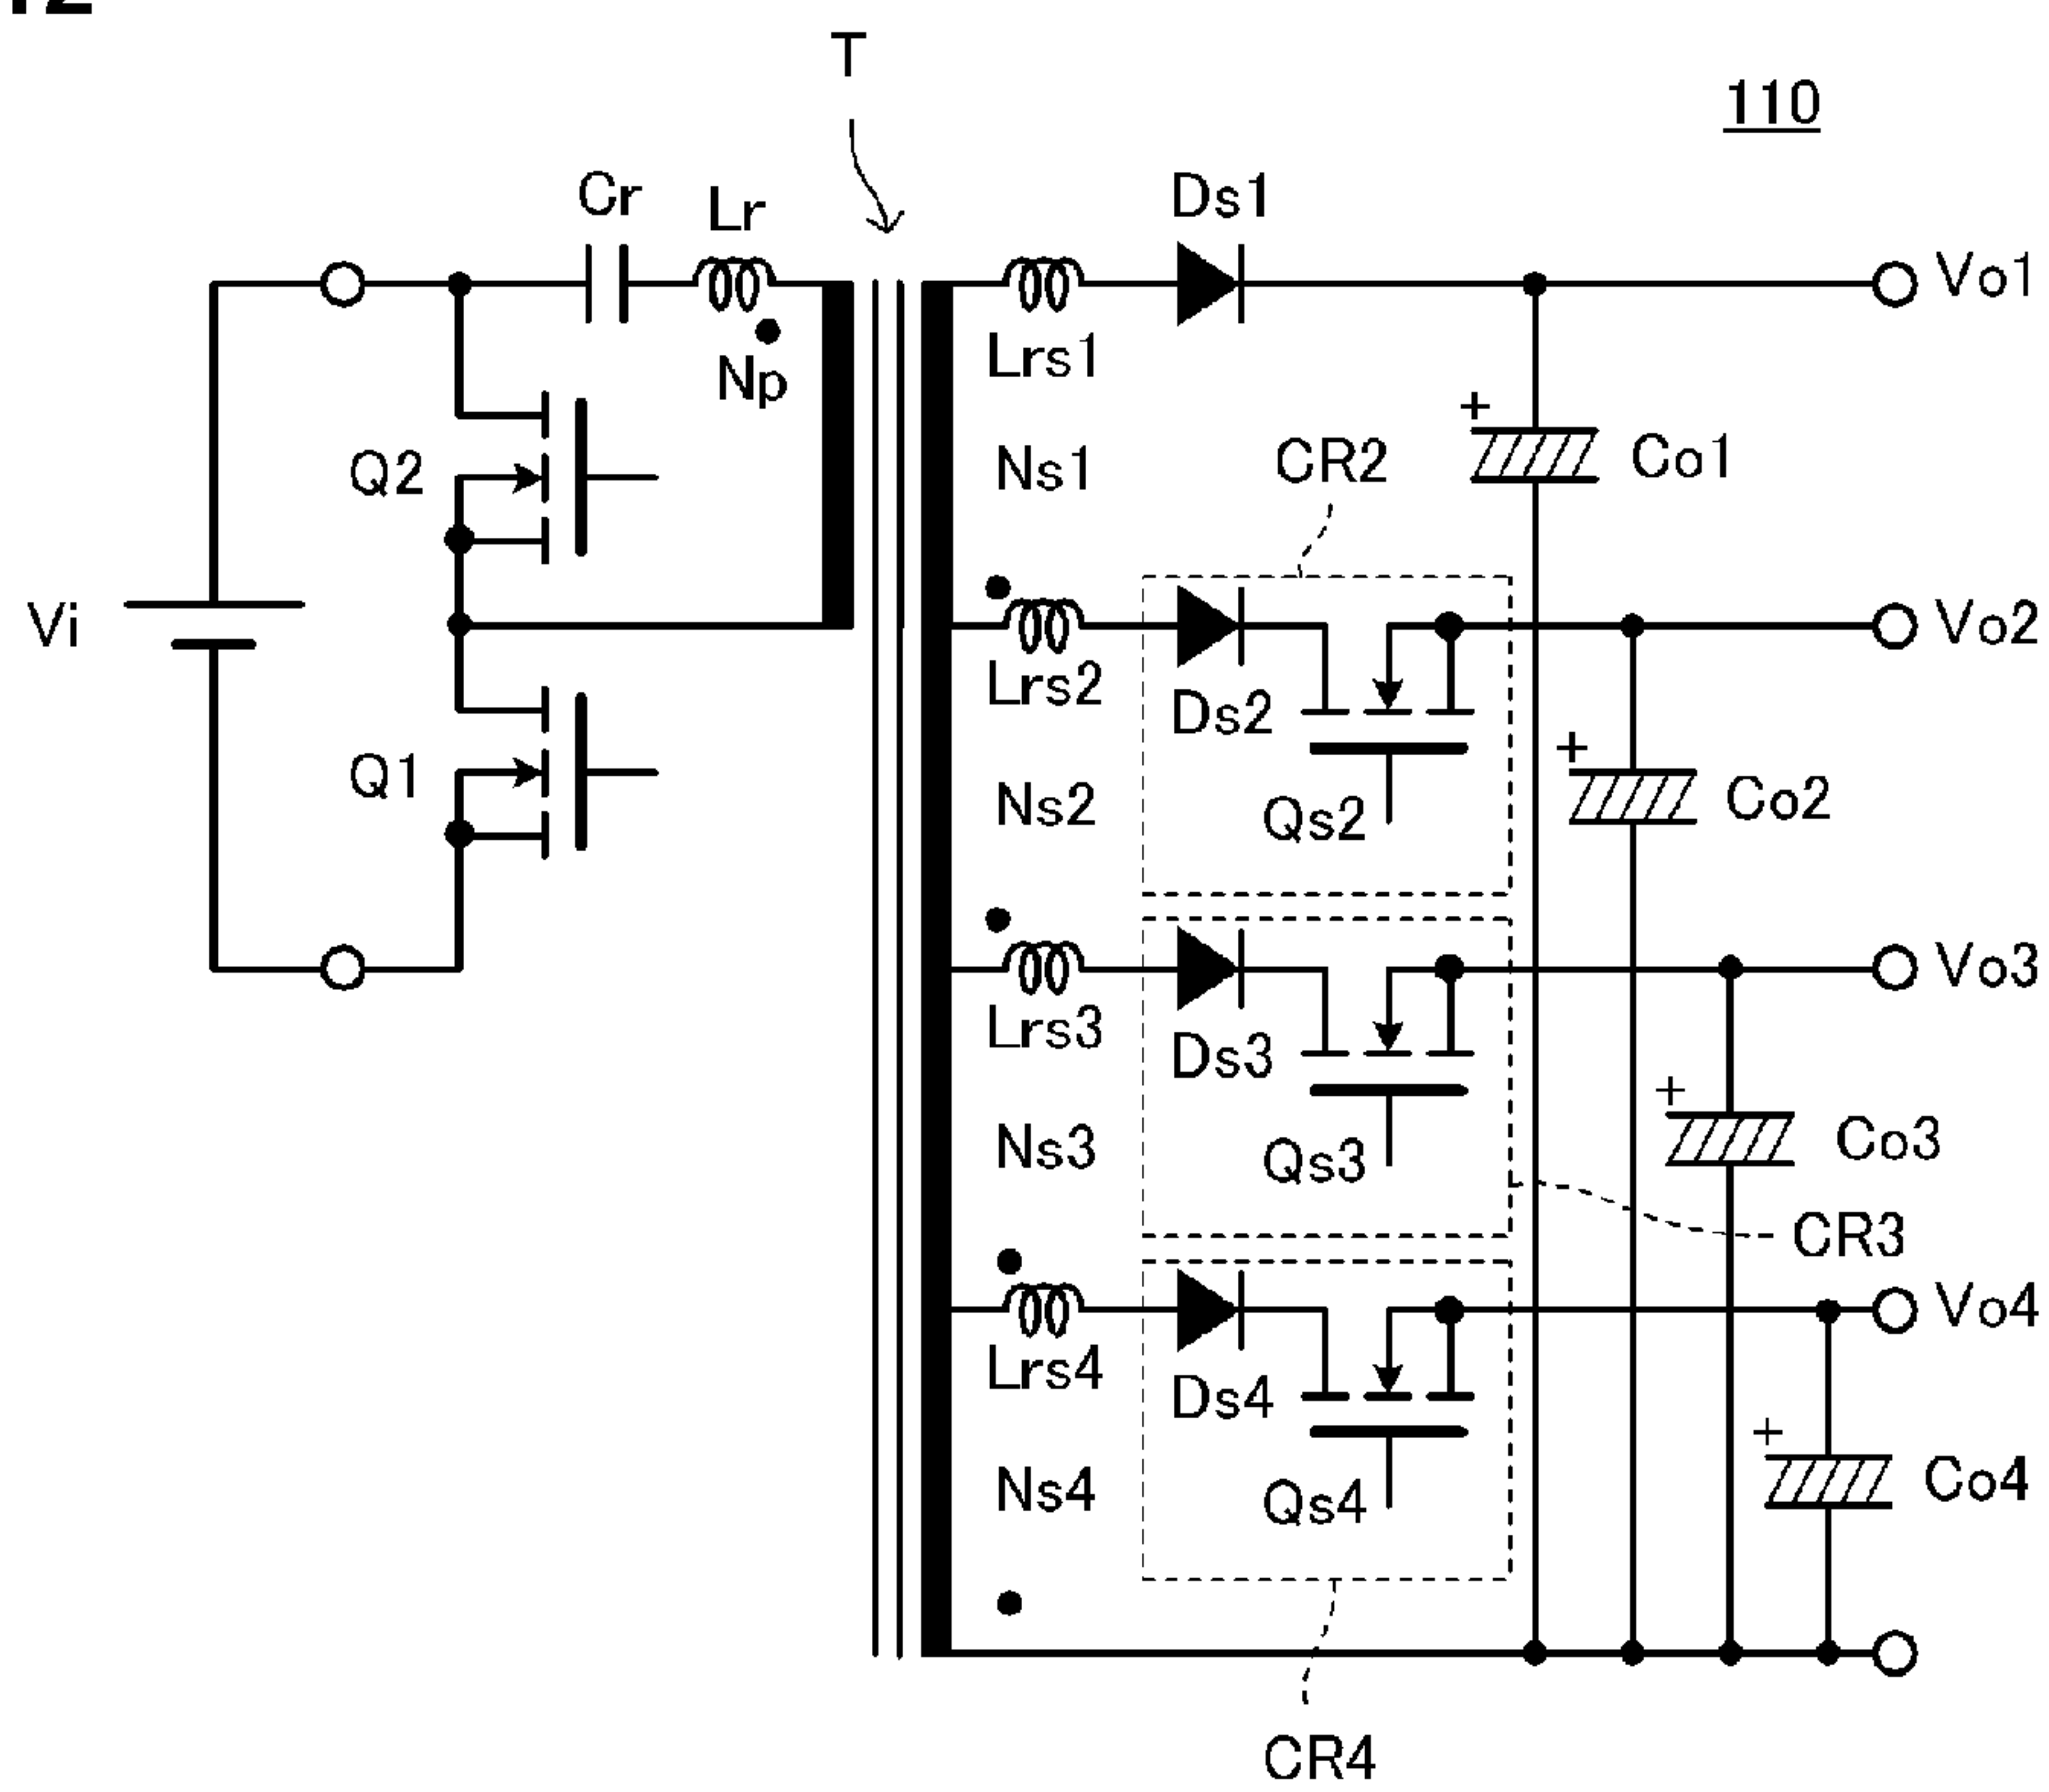 12
T
110
Cr
Lr
Ds1
Vo1
Np
Lrs1
Ns1
CR2
+
Co1
Q2
Vi
Vo2
Lrs2
Ds2
Q1
+
Ns2
Qs2
Co2
Vo3
Lrs3
Ds3
+
Ns3
Qs3
Co3
CR3
Vo4
Lrs4
Ds4
+
Ns4
Qs4
Co4
CR4